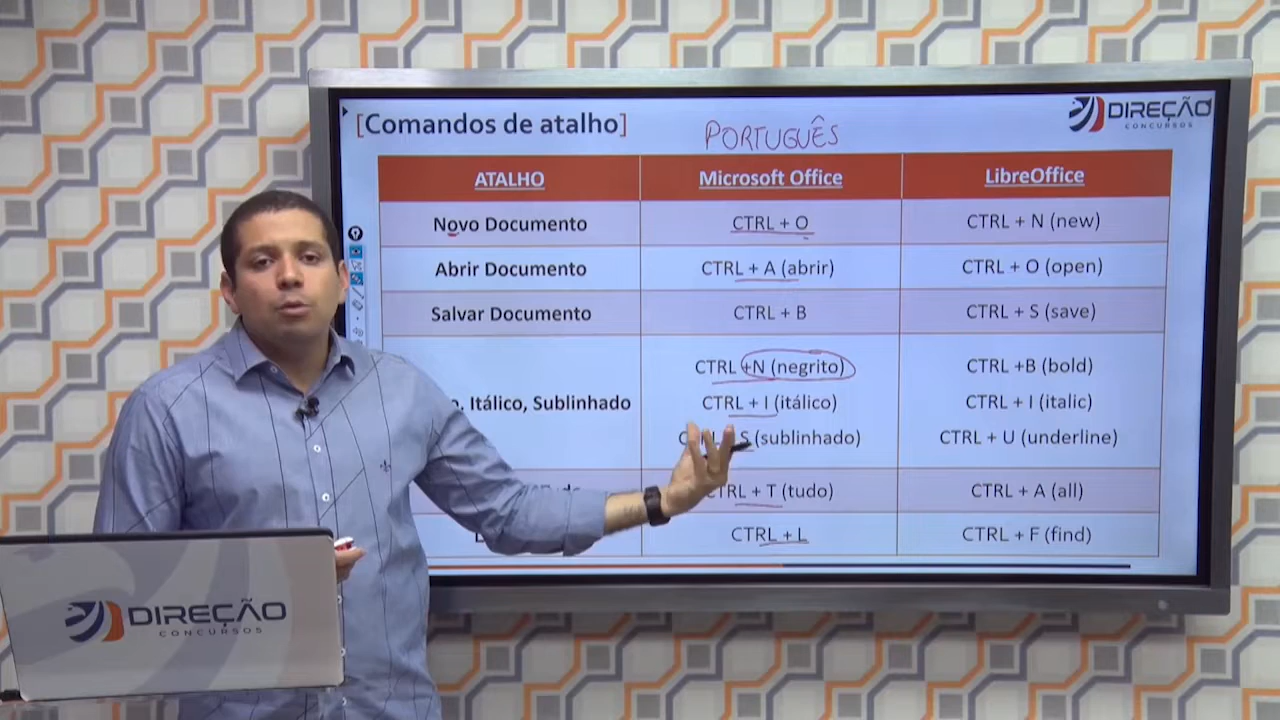 [Comandos de atalho]
PORTUGUÊS
DIREÇÃO
CONCURSOS
ATALHO Microsoft Office LibreOffice
Novo Documento CTRL + O CTRL + N (new)
Abrir Documento CTRL + A (abrir) CTRL + O (open)
Salvar Documento CTRL + B CTRL + S (save)
CTRL +N (negrito) CTRL +B (bold)
, Itálico, Sublinhado CTRL + I (itálico) CTRL + I (italic)
S (sublinhado) CTRL + U (underline)
CTRL + T (tudo) CTRL + A (all)
CTRL + L CTRL + F (find)
DIREÇÃO
CONCURSOS